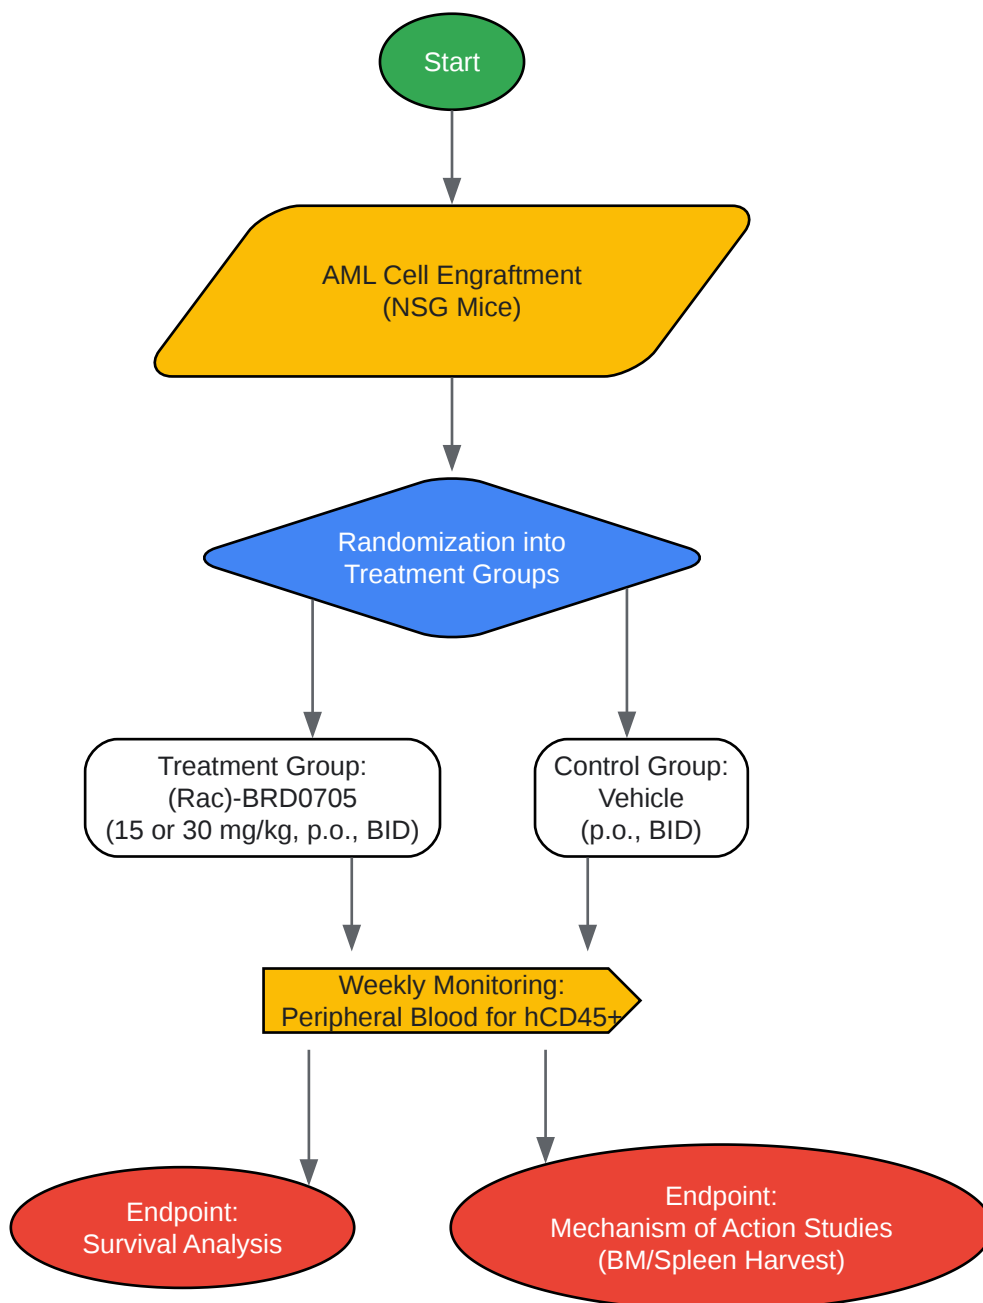 Start
AML Cell Engraftment
(NSG Mice)
Randomization into
Treatment Groups
Treatment Group:
(Rac)-BRD0705
(15 or 30 mg/kg, p.o., BID)
Control Group:
Vehicle
(p.o., BID)
Weekly Monitoring:
Peripheral Blood for hCD45+
Endpoint:
Survival Analysis
Endpoint:
Mechanism of Action Studies
(BM/Spleen Harvest)